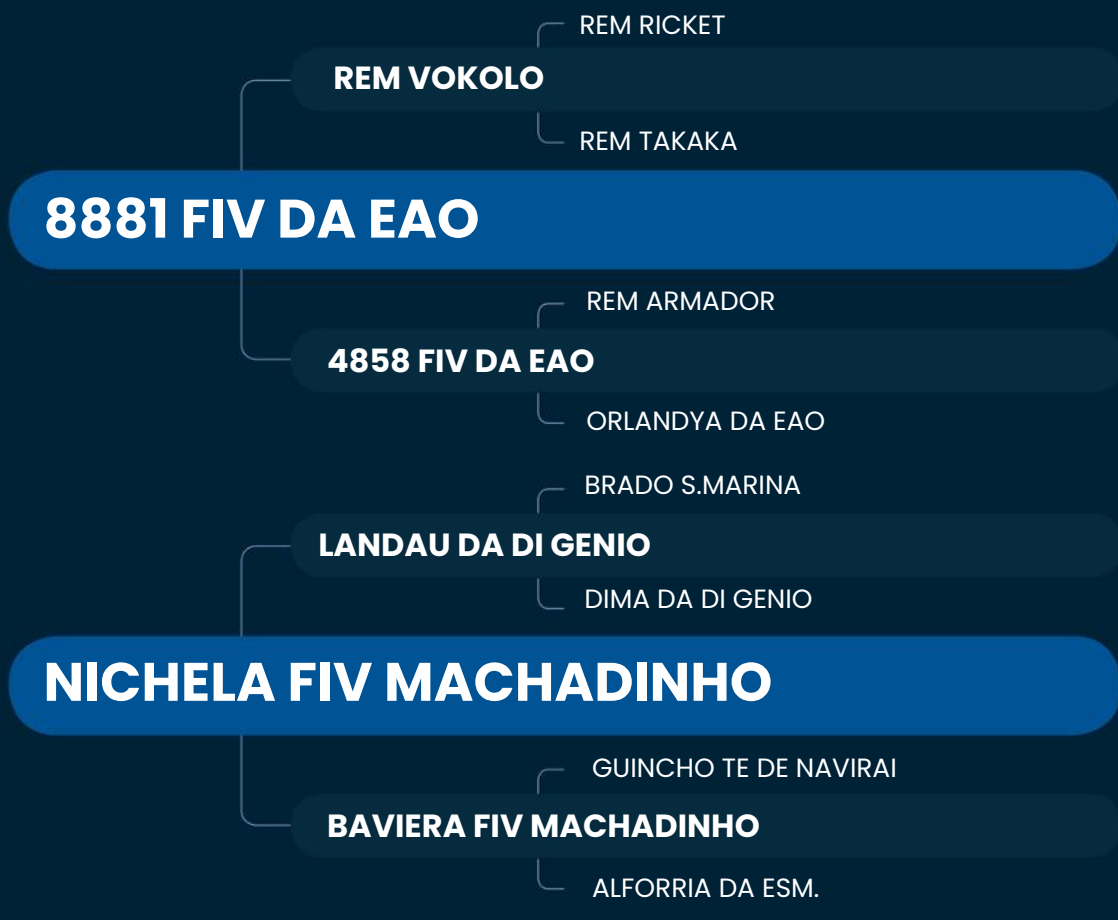 REM RICKET
REM VOKOLO
REM TAKAKA
8881 FIV DA EAO
REM ARMADOR
4858 FIV DA EAO
ORLANDYA DA EAO
BRADO S.MARINA
LANDAU DA DI GENIO
DIMA DA DI GENIO
NICHELA FIV MACHADINHO
GUINCHO TE DE NAVIRAI
BAVIERA FIV MACHADINHO
ALFORRIA DA ESM.